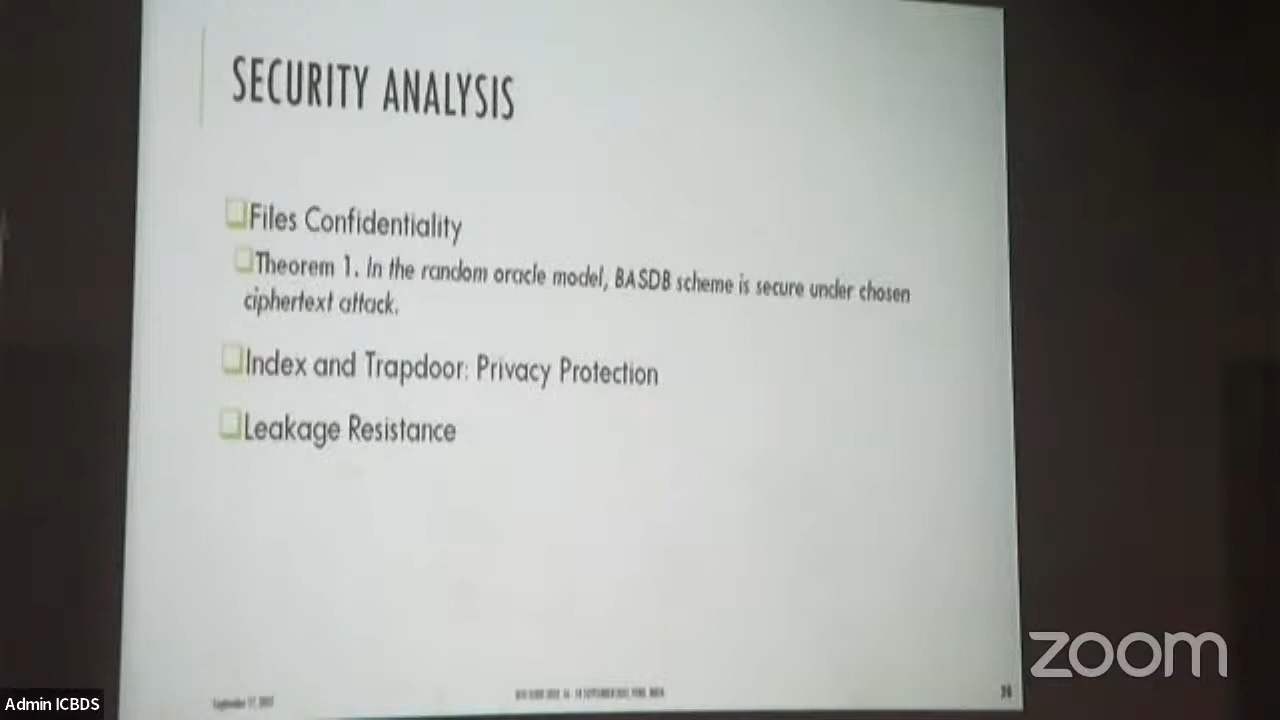 SECURITY ANALYSIS
Files Confidentiality
Theorem 1. In the random oracle model, BASDB scheme is secure under chosen
ciphertext attack.
Index and Trapdoor: Privacy Protection
Leakage Resistance
zoom
Admin ICBDS